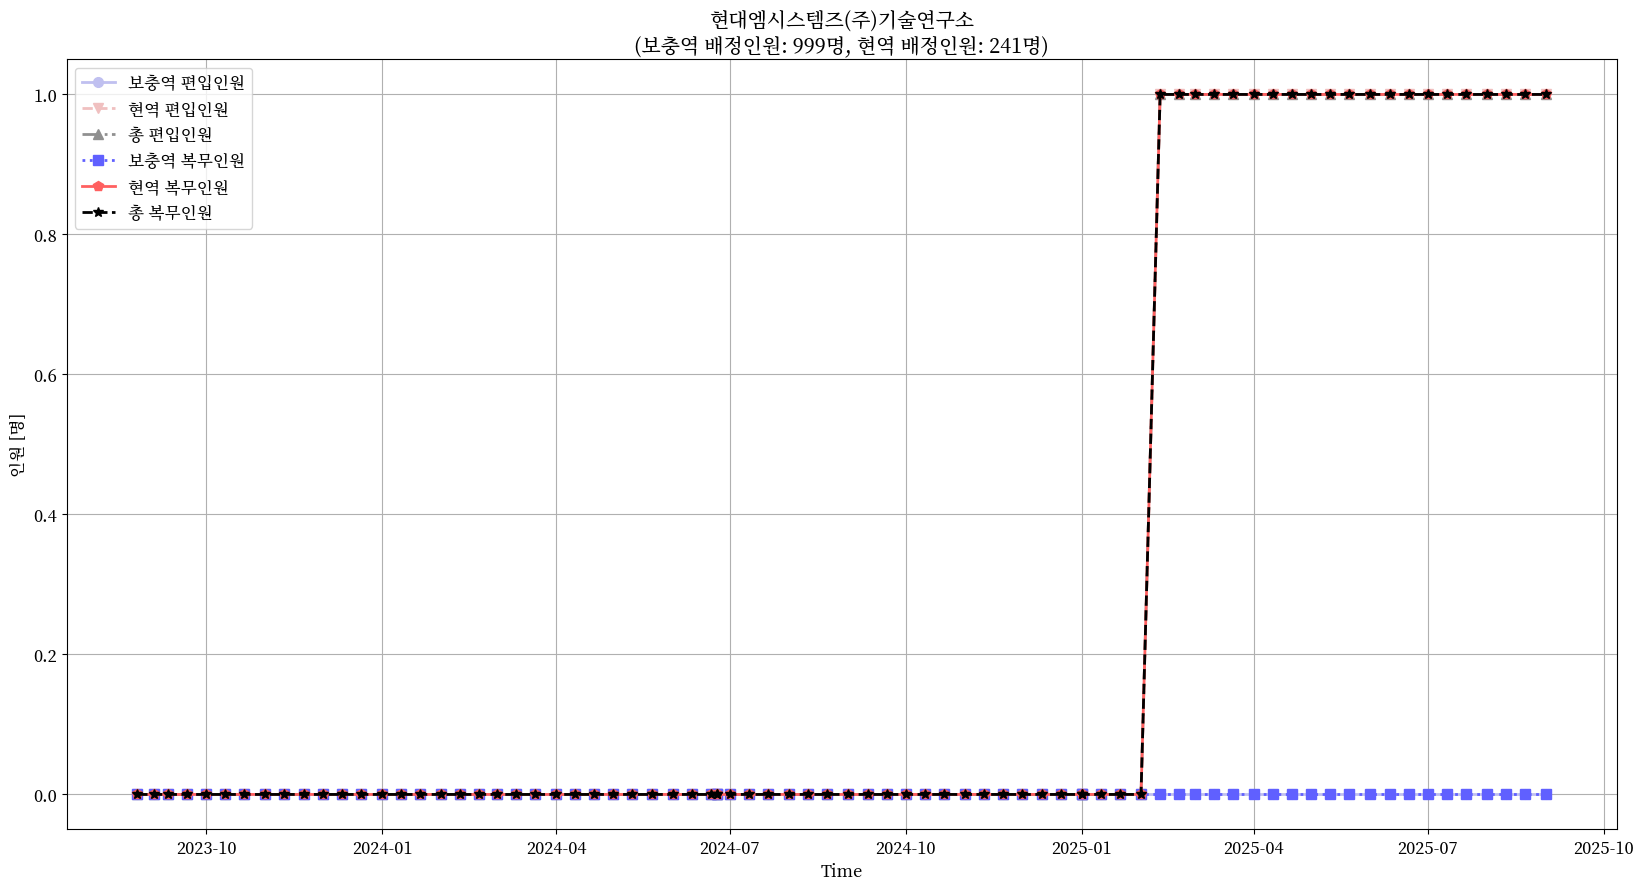 현대엠시스템즈(주)기술연구소
(보충역 배정인원: 999명, 현역 배정인원: 241명)
보충역 편입인원
현역 편입인원
총 편입인원
보충역 복무인원
현역 복무인원
총 복무인원
인원 [명]
1.0
0.8
0.6
0.4
0.2
0.0
2023-10
2024-01
2024-04
2024-07
2024-10
2025-01
2025-04
2025-07
2025-10
Time